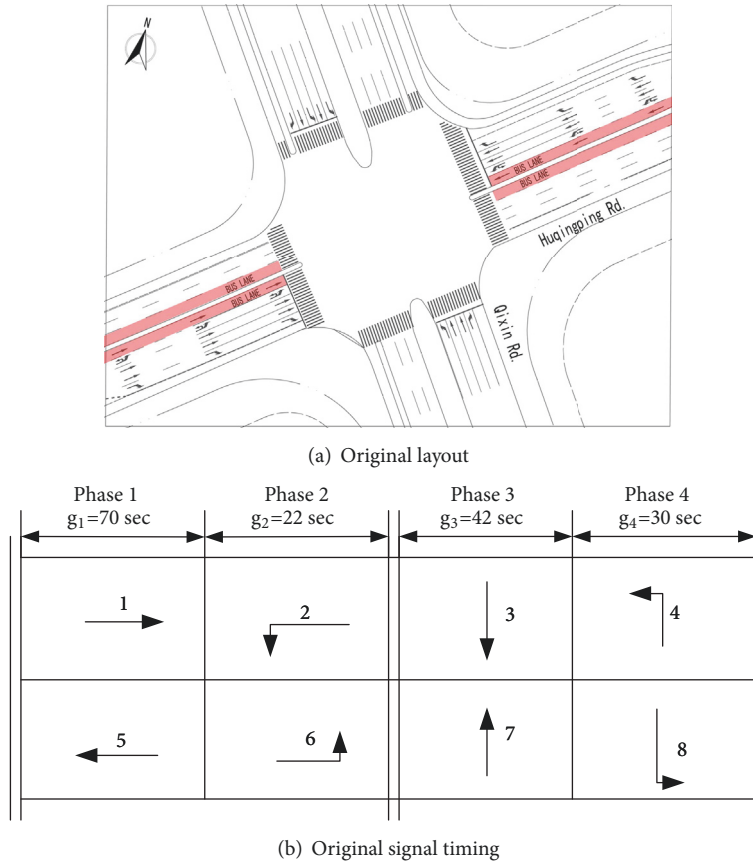 N
BUS LANE
BUS LANE
Huqingping Rd.
BUS LANE
BUS LANE
Qixin Rd.
(a) Original layout
Phase 1 Phase 2 Phase 3 Phase 4
g₁=70 sec g₂=22 sec g₃=42 sec g₄=30 sec
1 2 3 4
5 6 7 8
(b) Original signal timing